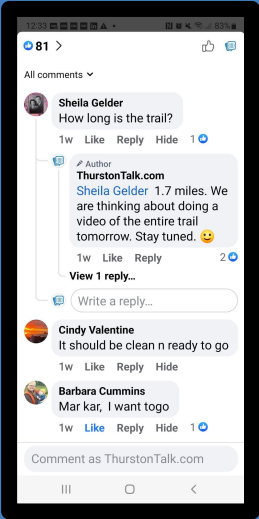 12:33
83%
81 >
All comments
Sheila Gelder
How long is the trail?
1w Like Reply Hide 1
Author
ThurstonTalk.com
Sheila Gelder 1.7 miles. We
are thinking about doing a
video of the entire trail
tomorrow. Stay tuned.
1w Like Reply 2
View 1 reply...
Write a reply...
Cindy Valentine
It should be clean n ready to go
1w Like Reply Hide
Barbara Cummins
Mar kar, I want togo
1w Like Reply Hide 1
Comment as ThurstonTalk.com